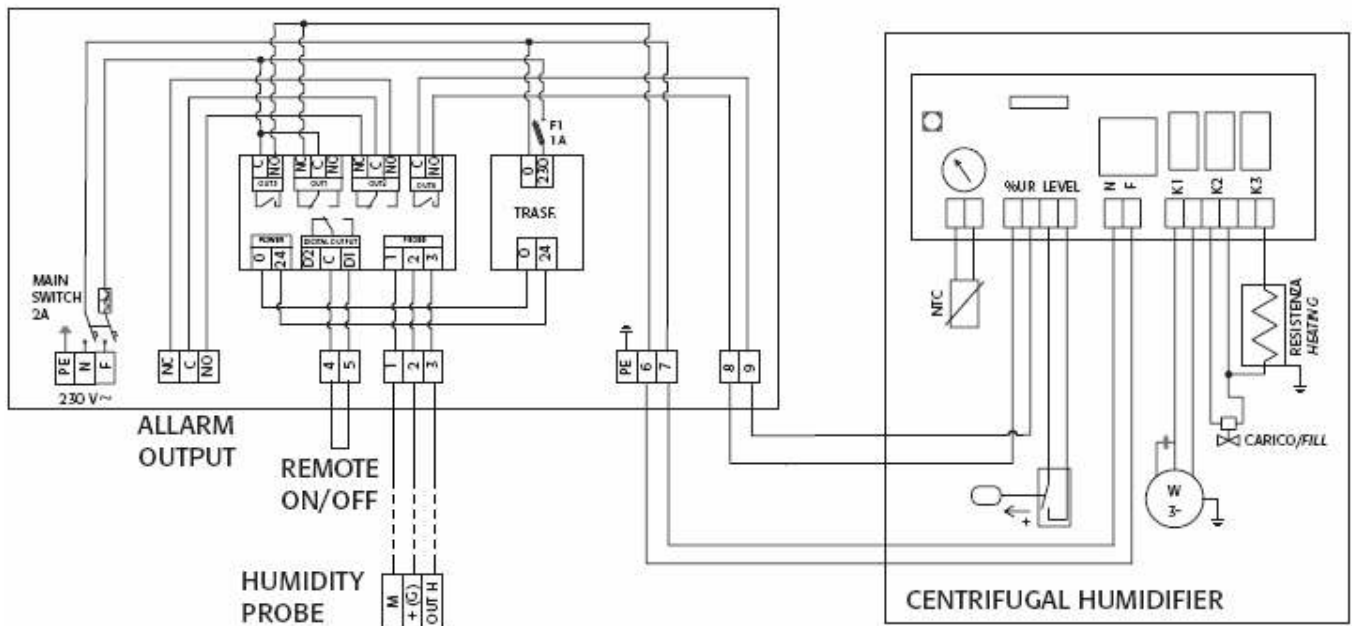 F1
1A
C NO NC C NO NC C NO C NO
OUT3 OUT1 OUT2
0 230
TRASF.
POWER DIGITAL OUTPUT PROBES
0 24 D2 C D1 1 2 3
0 24
MAIN
SWITCH
2A
PE N F
230 V~
NC C NO
4 5
1 2 3
PE 6 7
8 9
ALLARM
OUTPUT
REMOTE
ON/OFF
HUMIDITY
PROBE
M + (G) OUT H
%UR LEVEL N F K1 K2 K3
NTC
RESISTENZA
HEATING
CARICO/FILL
+
W
3~
CENTRIFUGAL HUMIDIFIER